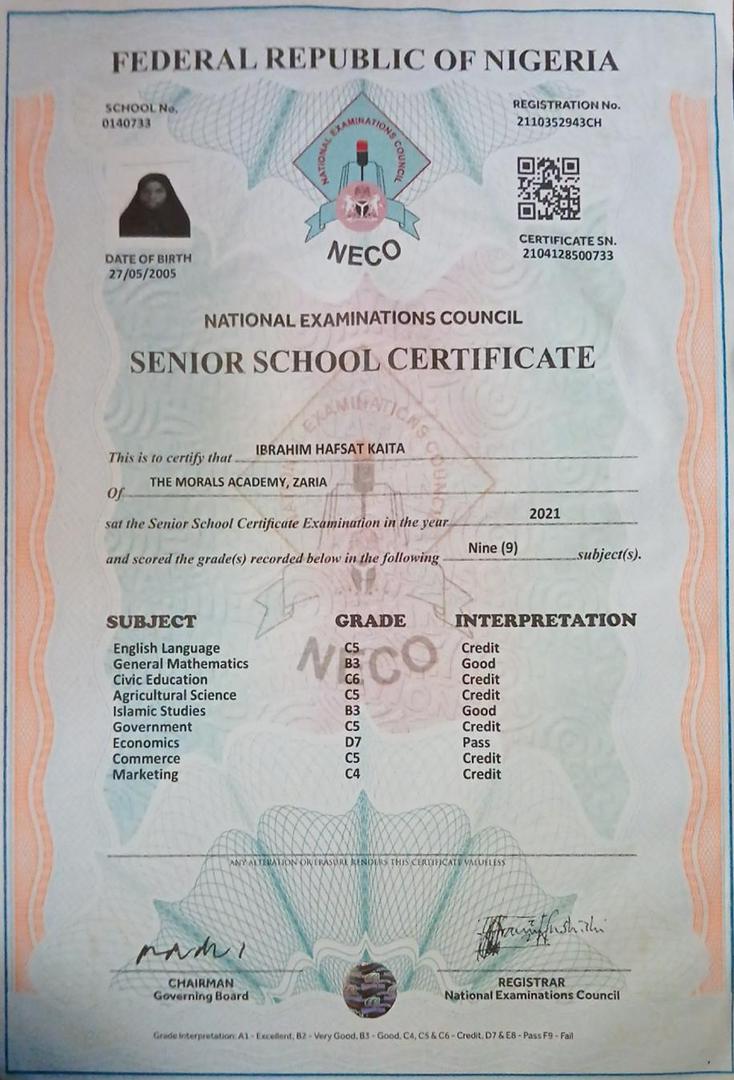 FEDERAL REPUBLIC OF NIGERIA
SCHOOL No.
0140733
REGISTRATION No.
2110352943CH
NATIONAL EXAMINATIONS COUNCIL
NECO
DATE OF BIRTH
27/05/2005
CERTIFICATE SN.
2104128500733
NATIONAL EXAMINATIONS COUNCIL
SENIOR SCHOOL CERTIFICATE
This is to certify that IBRAHIM HAFSAT KAITA
Of THE MORALS ACADEMY, ZARIA
sat the Senior School Certificate Examination in the year 2021
and scored the grade(s) recorded below in the following Nine (9) subject(s).
SUBJECT GRADE INTERPRETATION
English Language C5 Credit
General Mathematics B3 Good
Civic Education C6 Credit
Agricultural Science C5 Credit
Islamic Studies B3 Good
Government C5 Credit
Economics D7 Pass
Commerce C5 Credit
Marketing C4 Credit
NECO
ANY ALTERATION OR ERASURE RENDERS THIS CERTIFICATE VALUELESS
CHAIRMAN
Governing Board
REGISTRAR
National Examinations Council
Grade Interpretation: A1 - Excellent, B2 - Very Good, B3 - Good, C4, C5 & C6 - Credit, D7 & E8 - Pass F9 - Fail